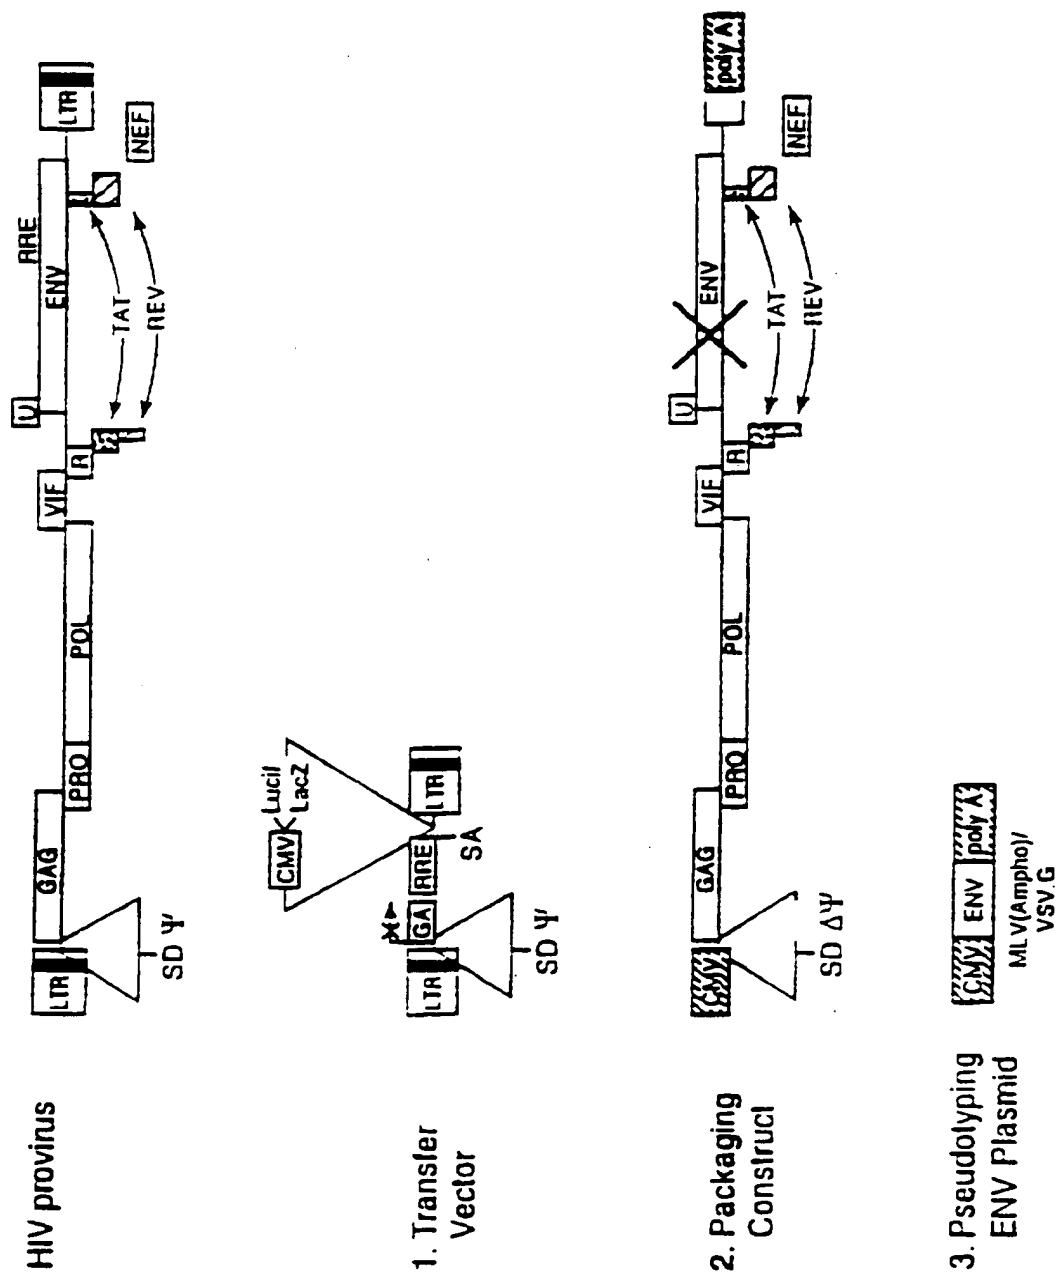 HIV provirus
LTR
SD Ψ
GAG
PRO
POL
VIF
R
U
ENV
RRE
TAT
REV
LTR
NEF
1. Transfer
Vector
LTR
SD Ψ
GA
RRE
SA
CMV
Lucif
LacZ
LTR
2. Packaging
Construct
CMV
SD ΔΨ
GAG
PRO
POL
VIF
R
U
ENV
TAT
REV
poly A
NEF
3. Pseudotyping
ENV Plasmid
CMV
ENV
poly A
MLV(Ampho)/
VSV.G